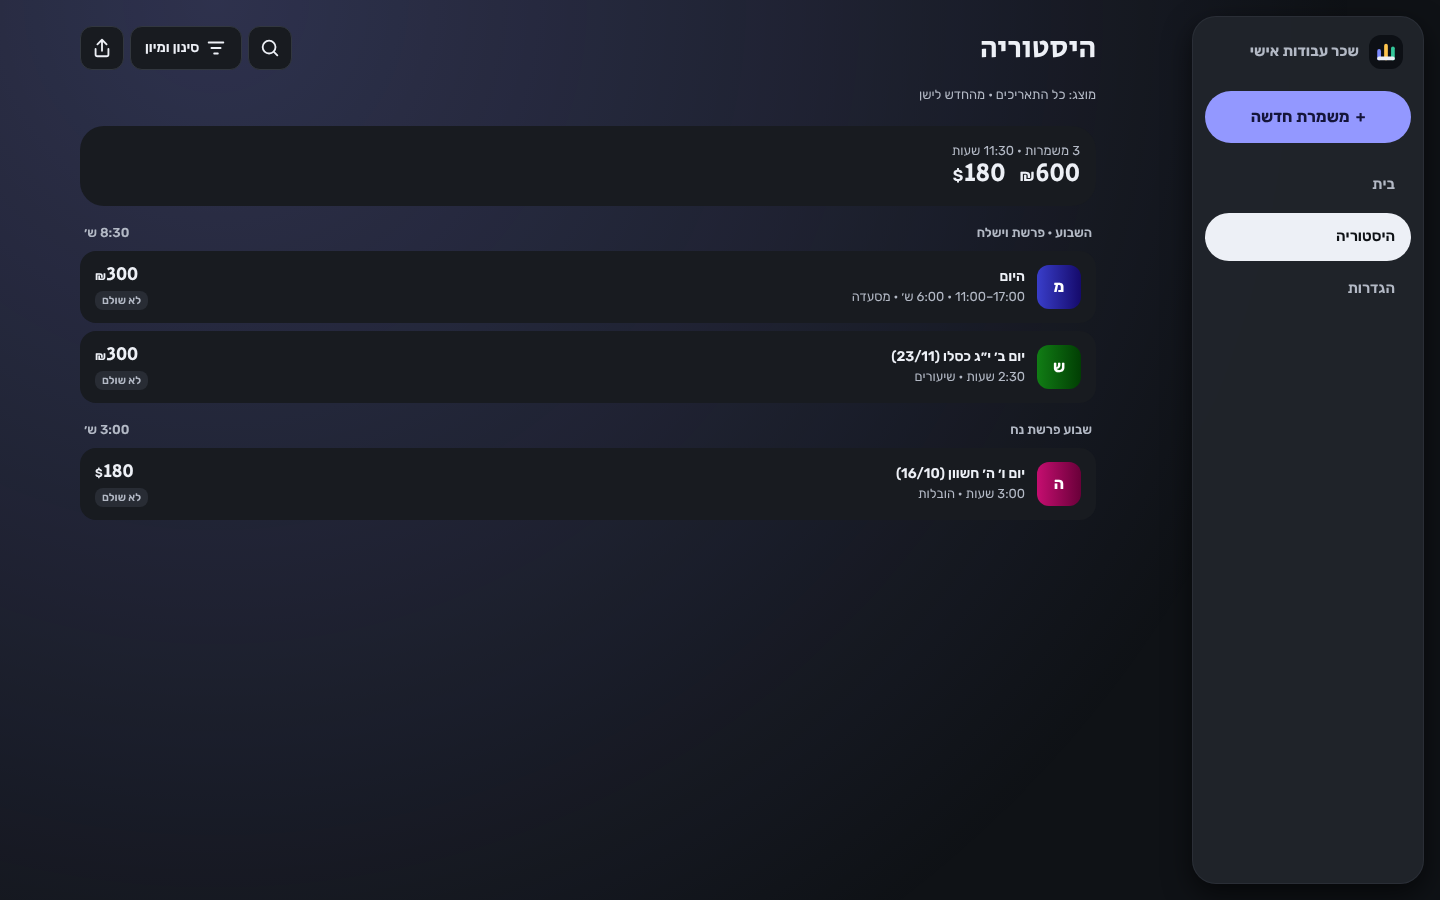 שכר עבודות אישי
+ משמרת חדשה
בית
היסטוריה
הגדרות
היסטוריה
סינון ומיון
מוצג: כל התאריכים • מהחדש לישן
3 משמרות • 11:30 שעות
600₪ 180$
השבוע • פרשת וישלח
8:30 ש׳
מ
היום
11:00–17:00 • 6:00 ש׳ • מסעדה
300₪
לא שולם
ש
יום ב׳ י״ג כסלו (23/11)
2:30 שעות • שיעורים
300₪
לא שולם
שבוע פרשת נח
3:00 ש׳
ה
יום ו׳ ה׳ חשוון (16/10)
3:00 שעות • הובלות
180$
לא שולם